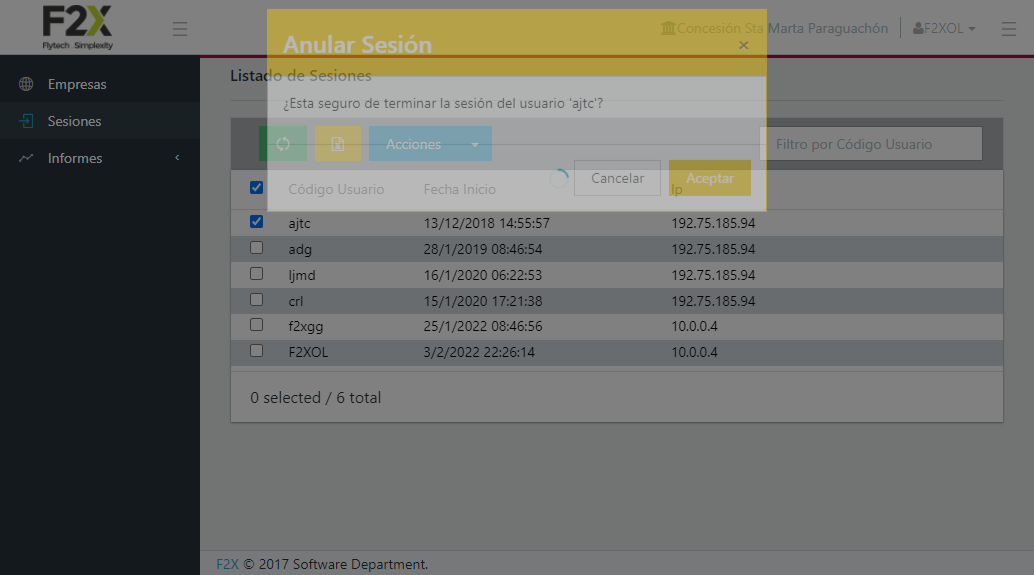 F2X
Flytech Simplexity
Concesión Sta Marta Paraguachón
F2XOL
Empresas
Sesiones
Informes
Listado de Sesiones
Anular Sesión
×
¿Esta seguro de terminar la sesión del usuario 'ajtc'?
Cancelar Aceptar
Acciones
Filtro por Código Usuario
Código Usuario Fecha Inicio Ip
ajtc 13/12/2018 14:55:57 192.75.185.94
adg 28/1/2019 08:46:54 192.75.185.94
ljmd 16/1/2020 06:22:53 192.75.185.94
crl 15/1/2020 17:21:38 192.75.185.94
f2xgg 25/1/2022 08:46:56 10.0.0.4
F2XOL 3/2/2022 22:26:14 10.0.0.4
0 selected / 6 total
F2X © 2017 Software Department.